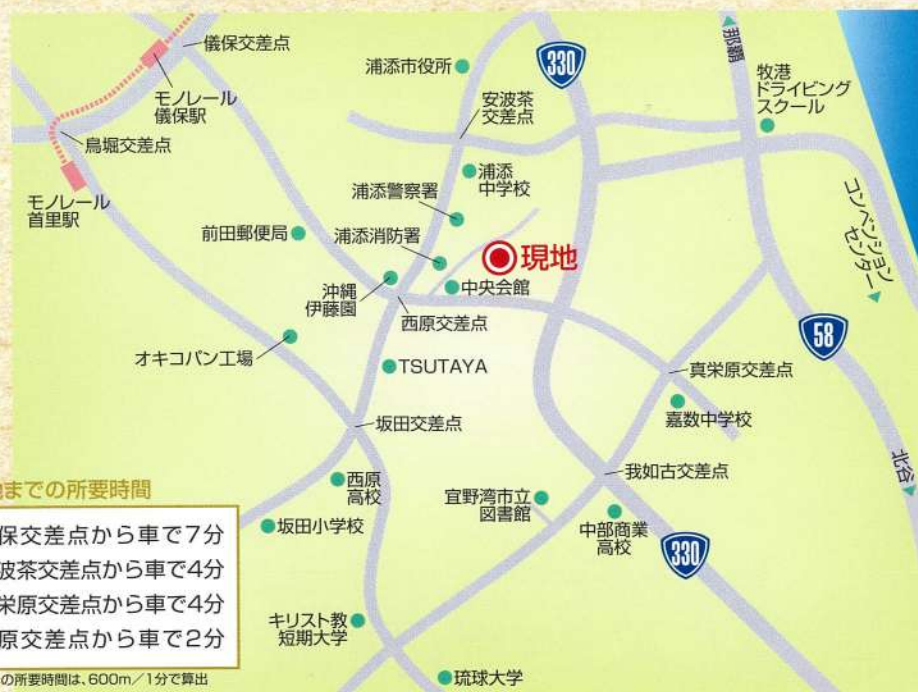 儀保交差点
モノレール
儀保駅
鳥堀交差点
モノレール
首里駅
浦添市役所
330
安波茶
交差点
那覇
牧港
ドライビング
スクール
浦添
中学校
浦添警察署
前田郵便局
浦添消防署
現地
コンベンション
センター
沖縄
伊藤園
中央会館
西原交差点
58
オキコパン工場
TSUTAYA
真栄原交差点
嘉数中学校
坂田交差点
北谷
我如古交差点
西原
高校
宜野湾市立
図書館
坂田小学校
中部商業
高校
330
キリスト教
短期大学
琉球大学
までの所要時間
保交差点から車で7分
波茶交差点から車で4分
栄原交差点から車で4分
原交差点から車で2分
の所要時間は、600m/1分で算出